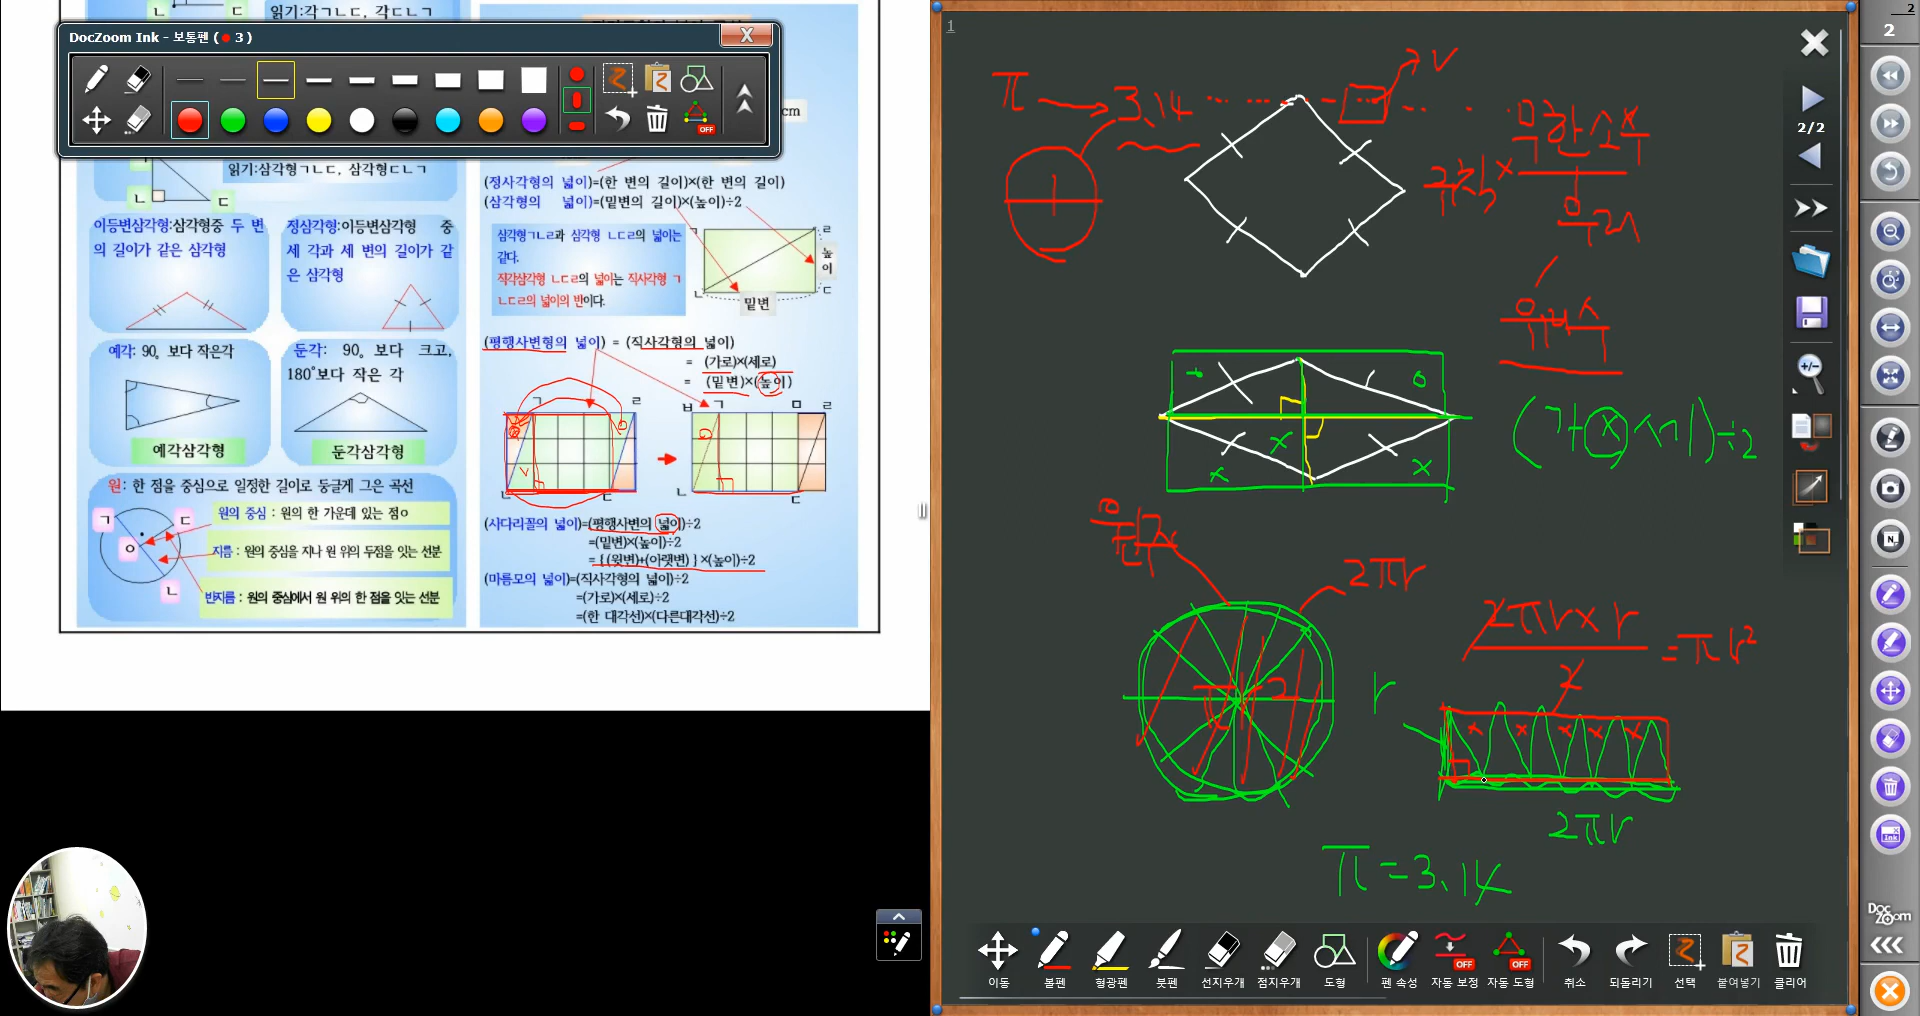 ㄴ ㄷ
읽기:각ㄱㄴㄷ, 각ㄷㄴㄱ
DocZoom Ink - 보통펜 ( 3 )
X
OFF
cm
ㄴ ㄷ
읽기:삼각형ㄱㄴㄷ, 삼각형ㄷㄴㄱ
이등변삼각형:삼각형중 두 변
의 길이가 같은 삼각형
정삼각형:이등변삼각형 중
세 각과 세 변의 길이가 같
은 삼각형
예각: 90。보다 작은각
예각삼각형
둔각: 90。보다 크고,
180°보다 작은 각
둔각삼각형
원: 한 점을 중심으로 일정한 길이로 둥글게 그은 곡선
ㄱ ㄷ
ㅇ
ㄴ
원의 중심 : 원의 한 가운데 있는 점ㅇ
지름 : 원의 중심을 지나 원 위의 두점을 잇는 선분
반지름 : 원의 중심에서 원 위의 한 점을 잇는 선분
(정사각형의 넓이)=(한 변의 길이)×(한 변의 길이)
(삼각형의 넓이)=(밑변의 길이)×(높이)÷2
삼각형ㄱㄴㄹ과 삼각형 ㄴㄷㄹ의 넓이는
같다.
직각삼각형 ㄴㄷㄹ의 넓이는 직사각형 ㄱ
ㄴㄷㄹ의 넓이의 반이다.
ㄱ ㄹ
높이
ㄴ ㄷ
밑변
(평행사변형의 넓이) = (직사각형의 넓이)
= (가로)×(세로)
= (밑변)×(높이)
ㄱ ㄹ
ㄴ ㄷ
ㅂ ㄱ ㅁ ㄹ
ㄴ ㄷ
(사다리꼴의 넓이)=(평행사변의 넓이)÷2
=(밑변)×(높이)÷2
= {(윗변)+(아랫변) }×(높이)÷2
(마름모의 넓이)=(직사각형의 넓이)÷2
=(가로)×(세로)÷2
=(한 대각선)×(다른대각선)÷2
1
π → 3.14
무한소수
규칙 ×
유리수
÷2
2πr
2πr × r
2
= πr²
r
2πr
π = 3.14
2/2
이동
볼펜
형광펜
붓펜
선지우개
점지우개
도형
펜 속성
OFF
자동 보정
OFF
자동 도형
취소
되돌리기
선택
붙여넣기
클리어
2
2
N
Ink
Doc
Zoom